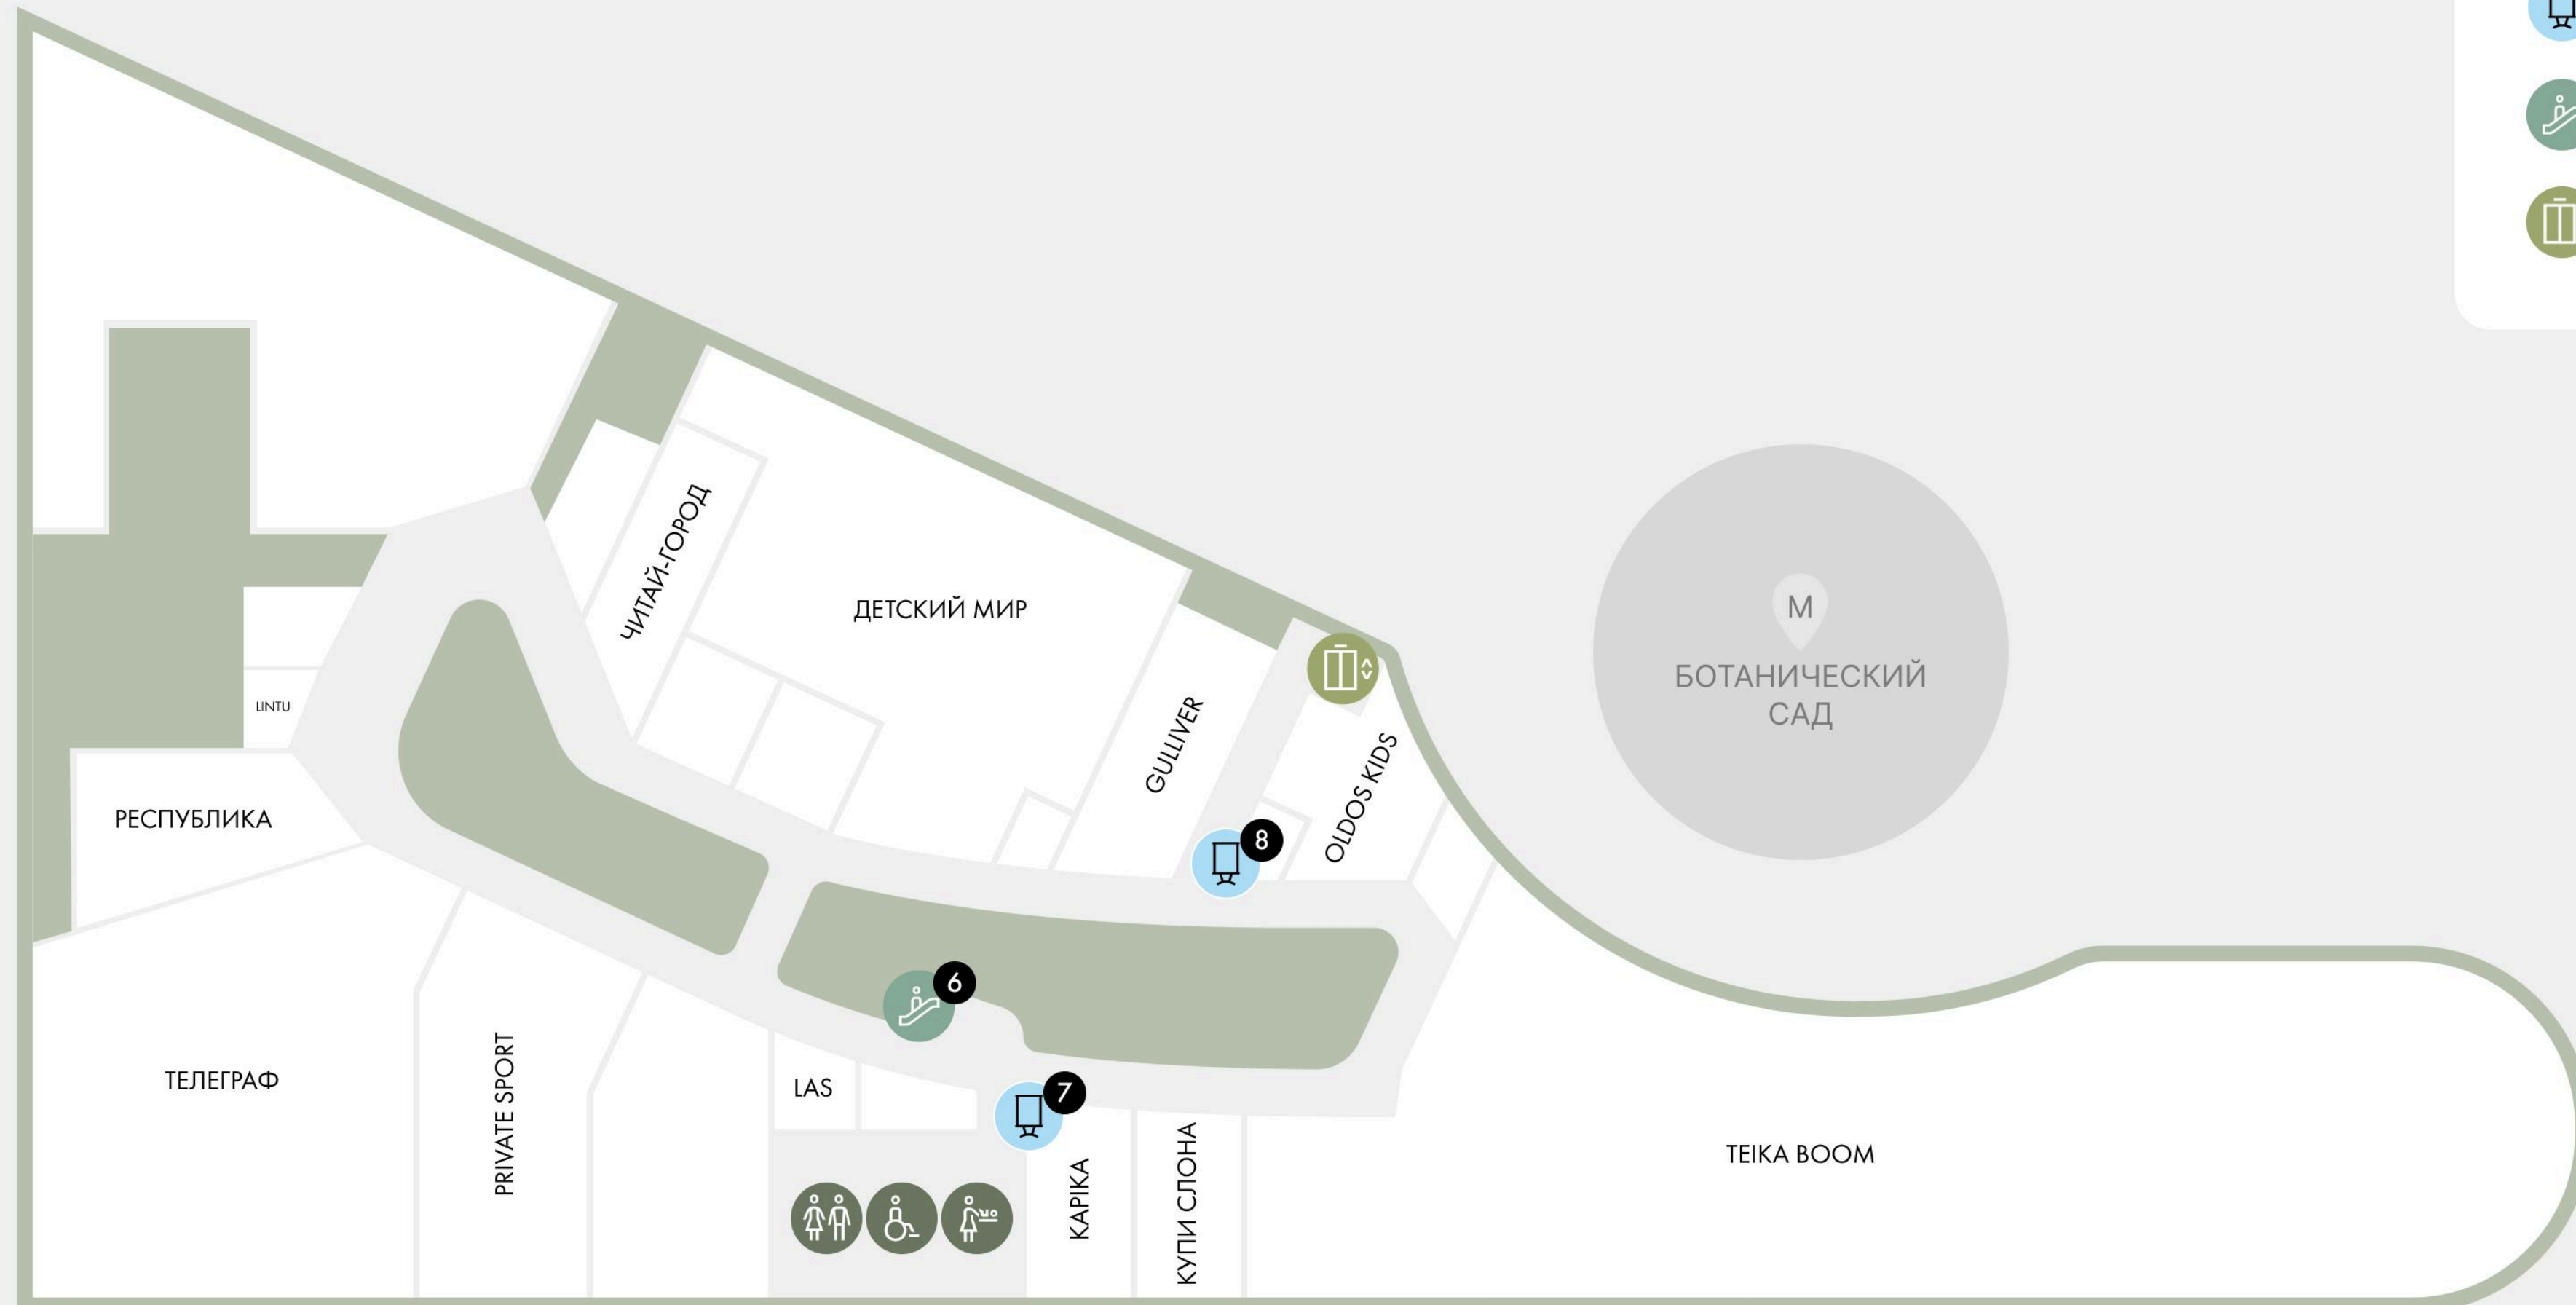 ЧИТАЙ-ГОРОД
ДЕТСКИЙ МИР
GULLIVER
OLDOS KIDS
М
БОТАНИЧЕСКИЙ
САД
LINTU
РЕСПУБЛИКА
8
6
7
ТЕЛЕГРАФ
PRIVATE SPORT
LAS
KAPIKA
КУПИ СЛОНА
TEIKA BOOM